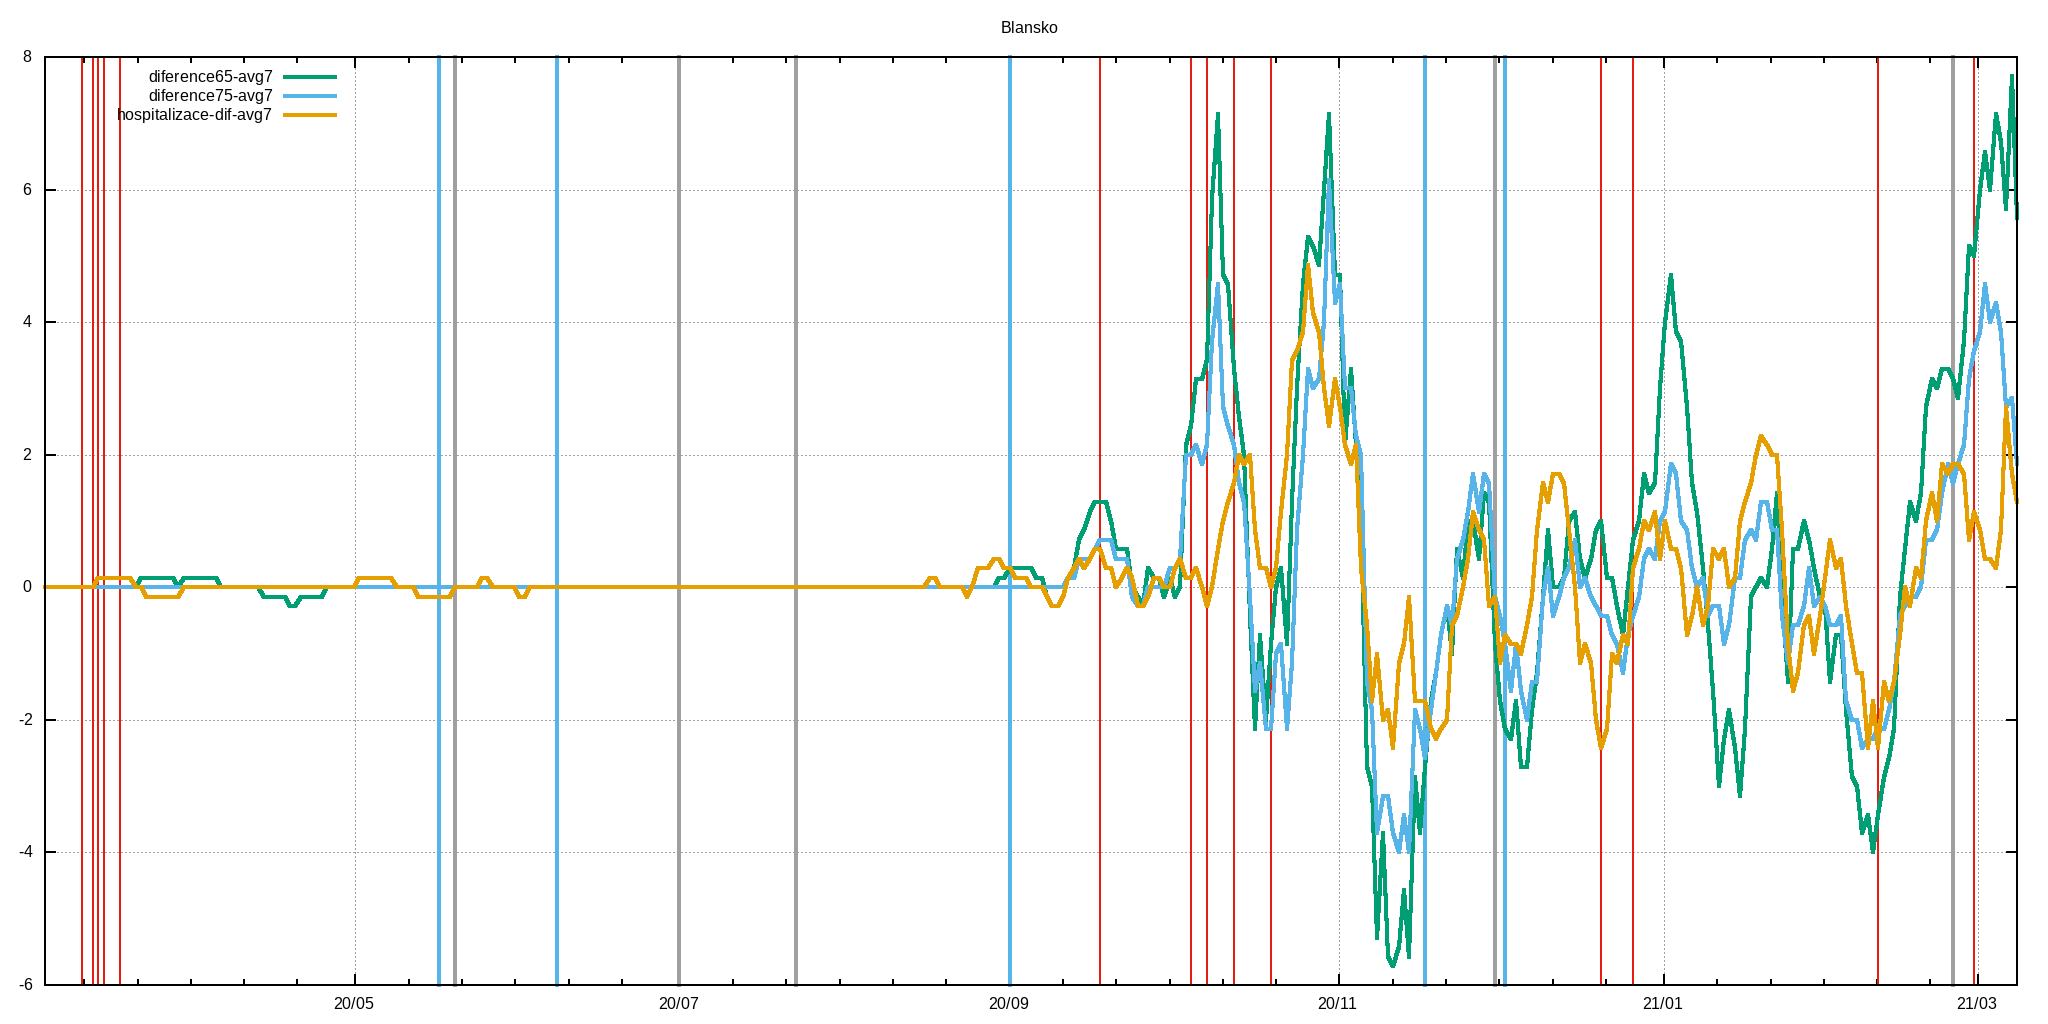 Blansko
8
diference65-avg7
diference75-avg7
hospitalizace-dif-avg7
6
4
2
0
-2
-4
-6
20/05 20/07 20/09 20/11 21/01 21/03